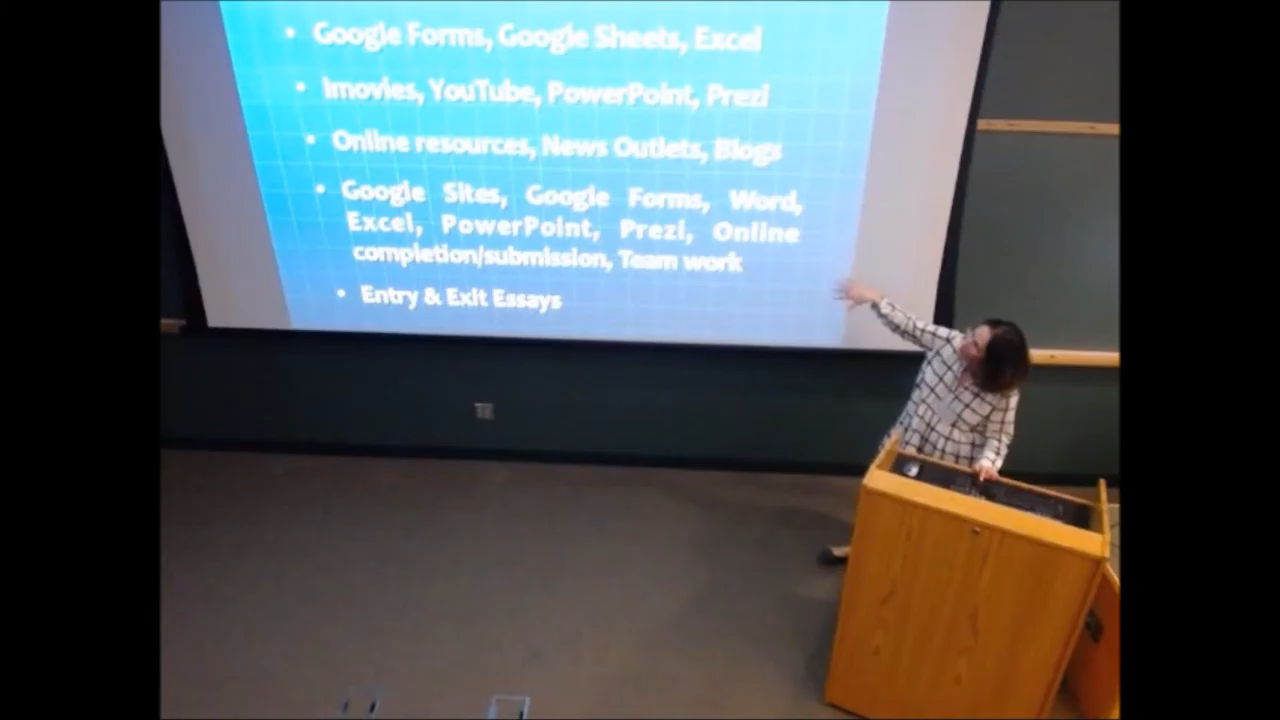 • Google Forms, Google Sheets, Excel
• Imovies, YouTube, PowerPoint, Prezi
• Online resources, News Outlets, Blogs
• Google Sites, Google Forms, Word,
Excel, PowerPoint, Prezi, Online
completion/submission, Team work
• Entry & Exit Essays